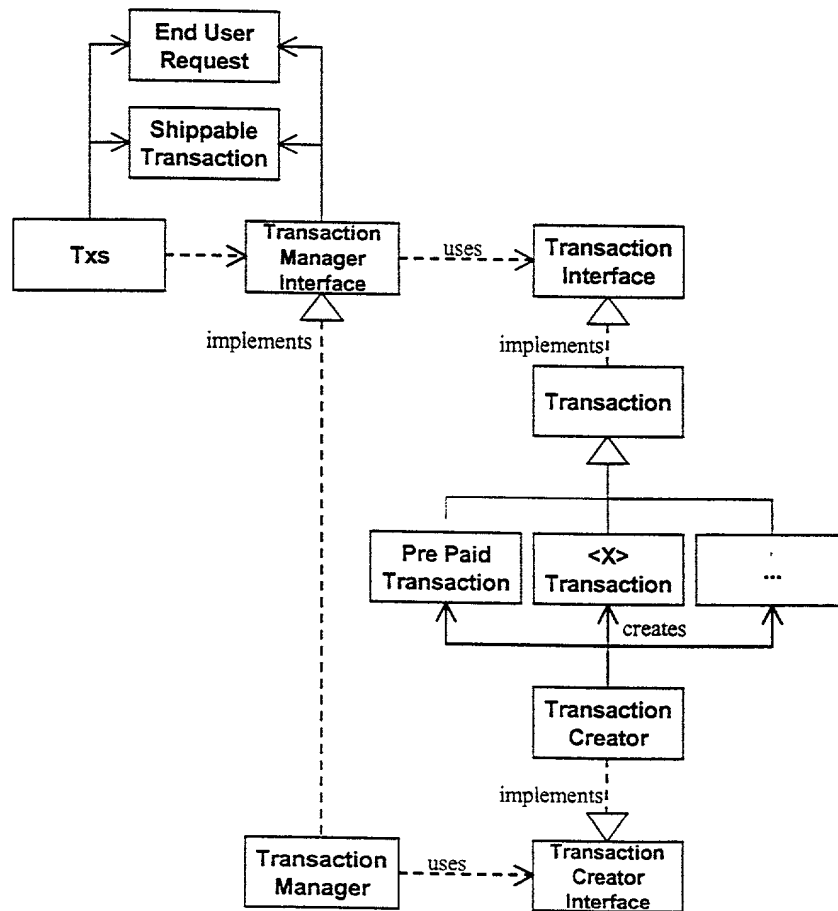 End User
Request
Shippable
Transaction
Txs
Transaction
Manager
Interface
uses
Transaction
Interface
implements
implements
Transaction
Pre Paid
Transaction
<X>
Transaction
...
creates
Transaction
Creator
implements
Transaction
Manager
uses
Transaction
Creator
Interface